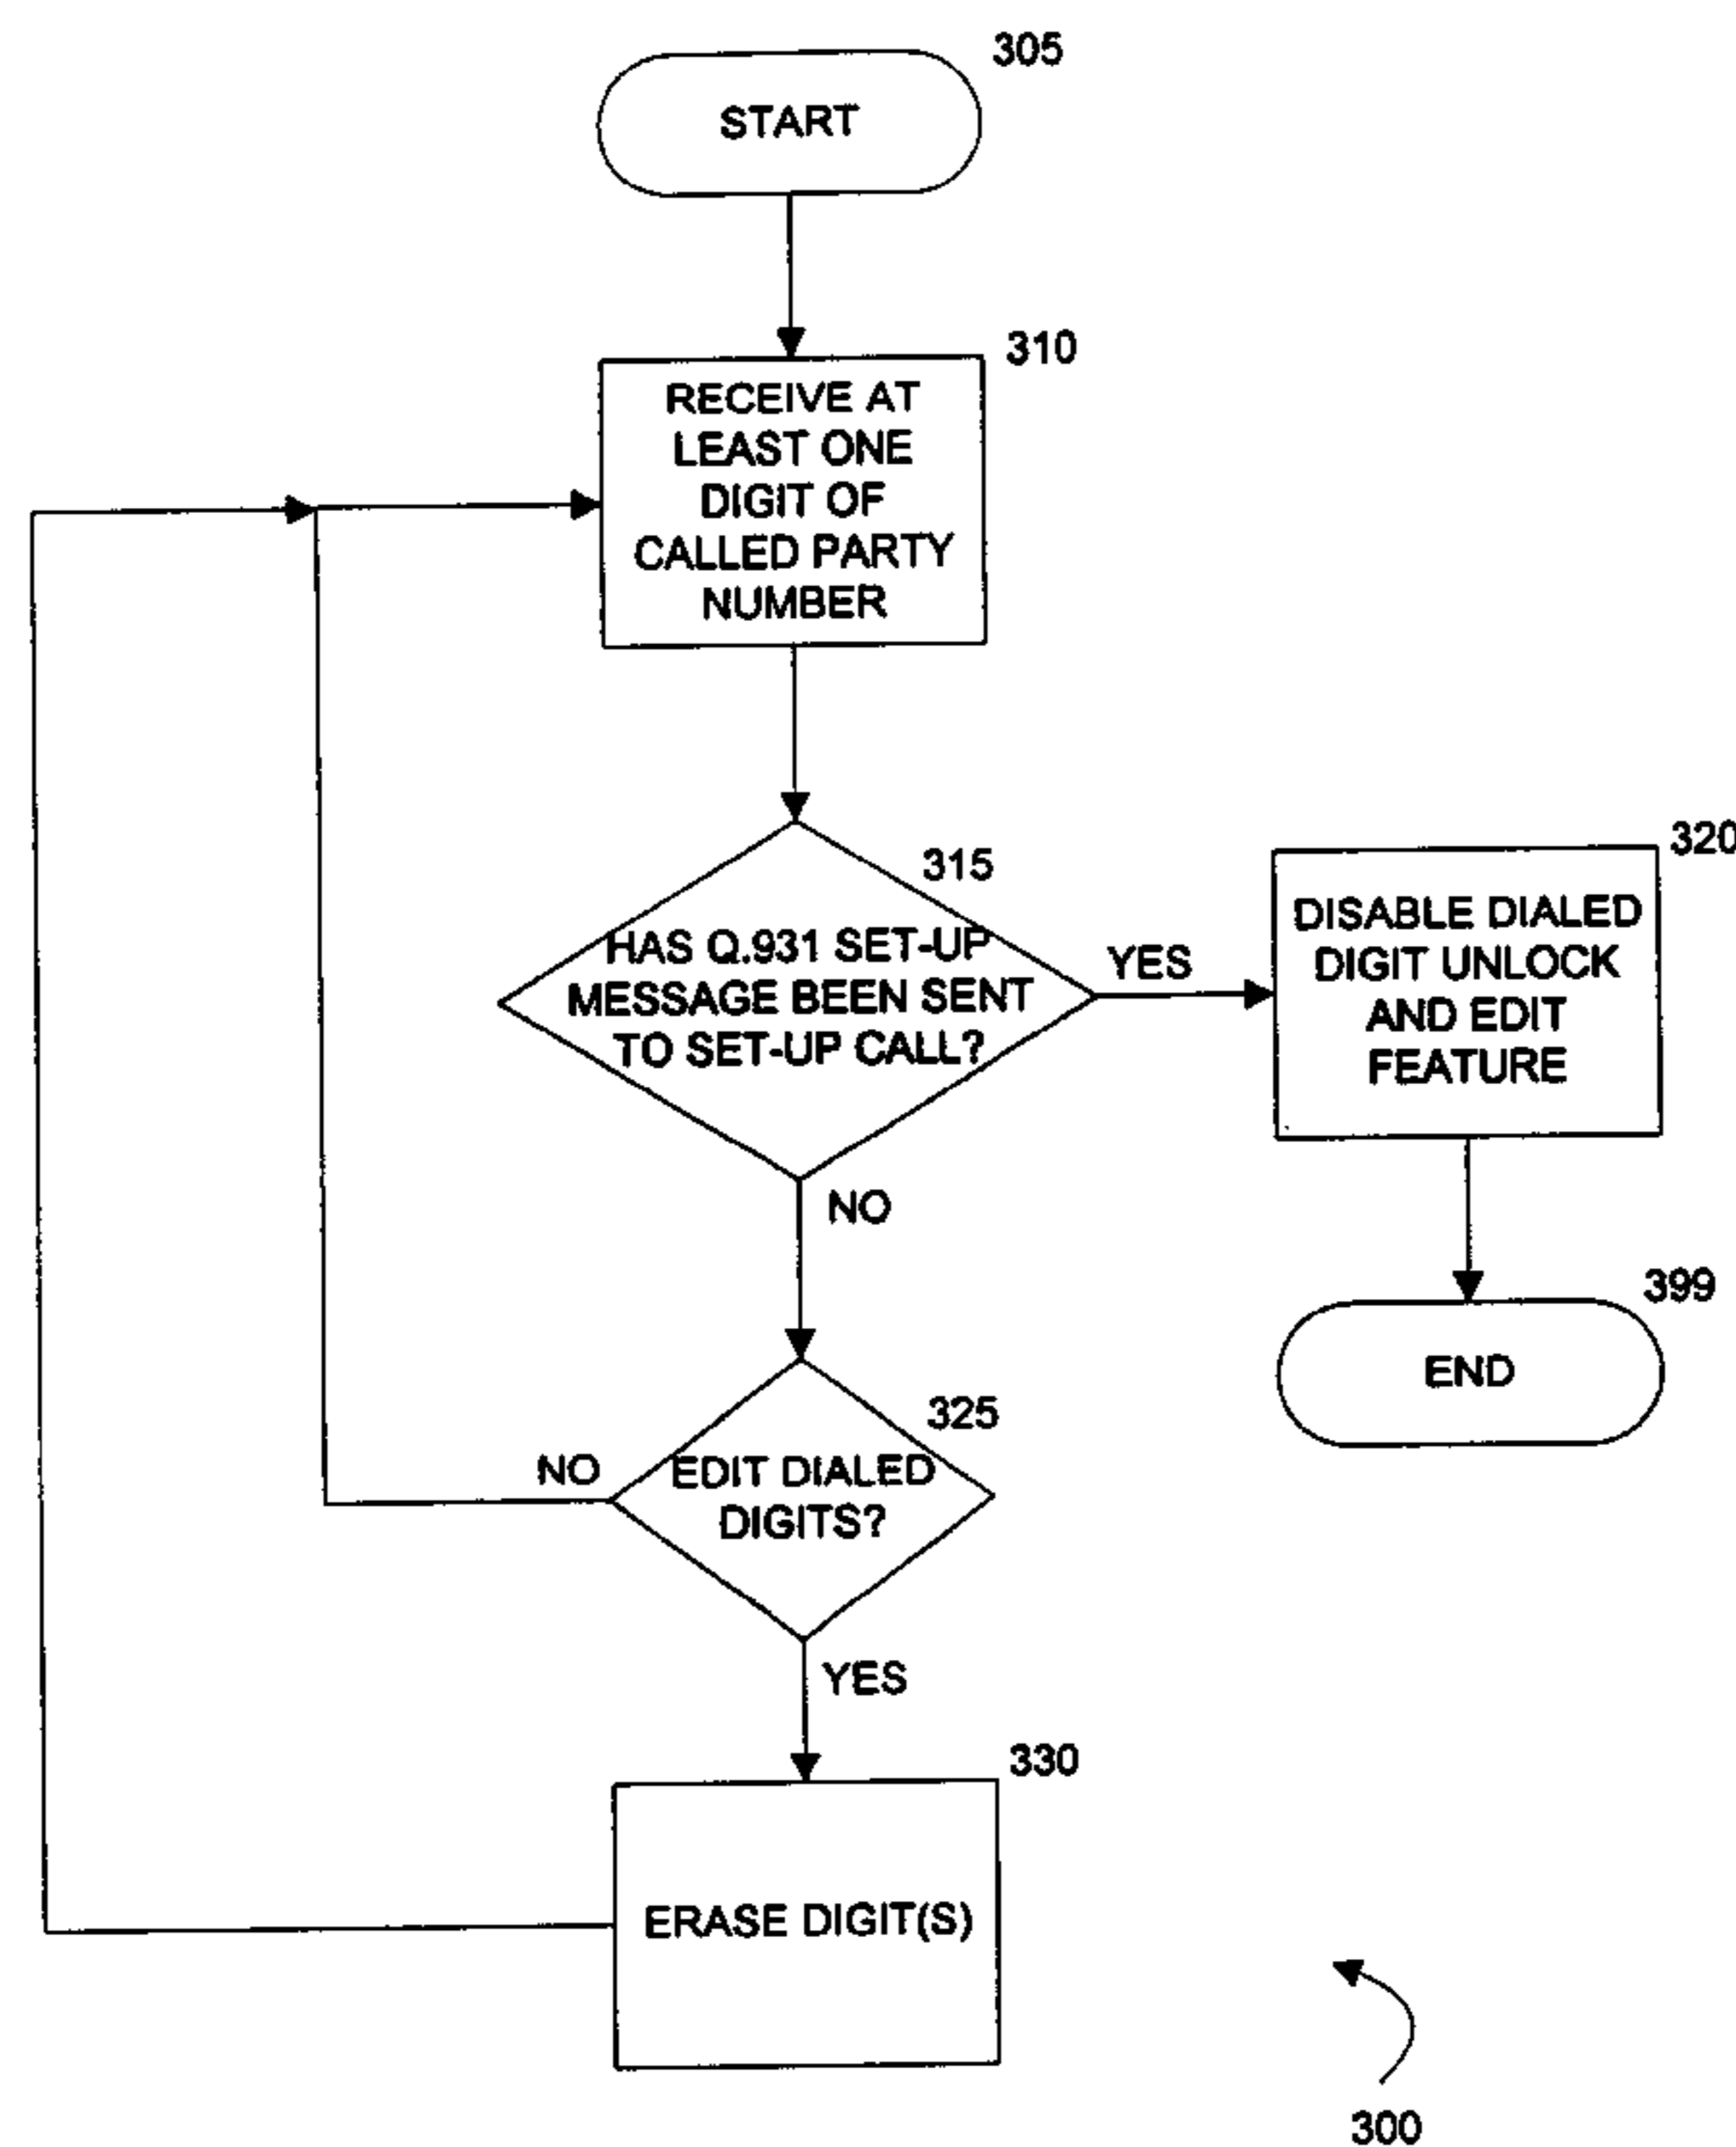 305
START
310
RECEIVE AT
LEAST ONE
DIGIT OF
CALLED PARTY
NUMBER
315
HAS Q.931 SET-UP
MESSAGE BEEN SENT
TO SET-UP CALL?
YES
320
DISABLE DIALED
DIGIT UNLOCK
AND EDIT
FEATURE
NO
399
END
325
NO
EDIT DIALED
DIGITS?
YES
330
ERASE DIGIT(S)
300